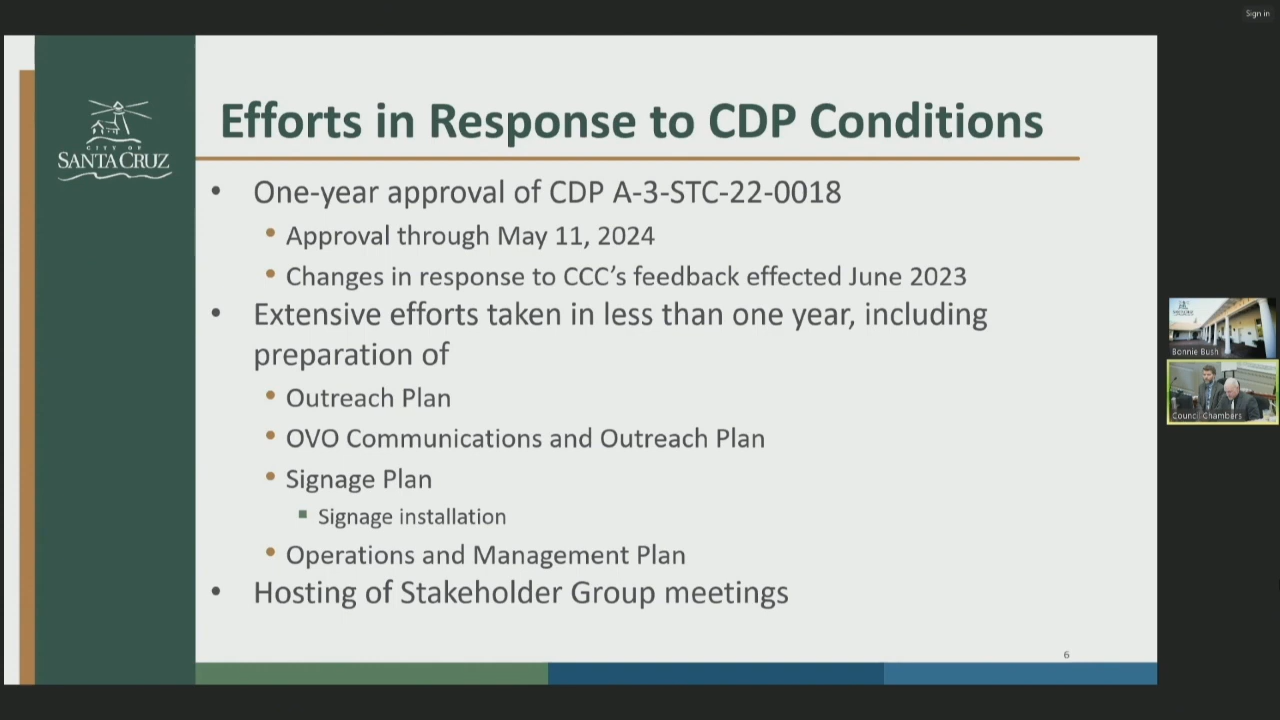 Sign in
CITY OF
SANTA CRUZ
Efforts in Response to CDP Conditions
• One-year approval of CDP A-3-STC-22-0018
• Approval through May 11, 2024
• Changes in response to CCC's feedback effected June 2023
• Extensive efforts taken in less than one year, including
preparation of
• Outreach Plan
• OVO Communications and Outreach Plan
• Signage Plan
▪ Signage installation
• Operations and Management Plan
• Hosting of Stakeholder Group meetings
6
Bonnie Bush
Council Chambers